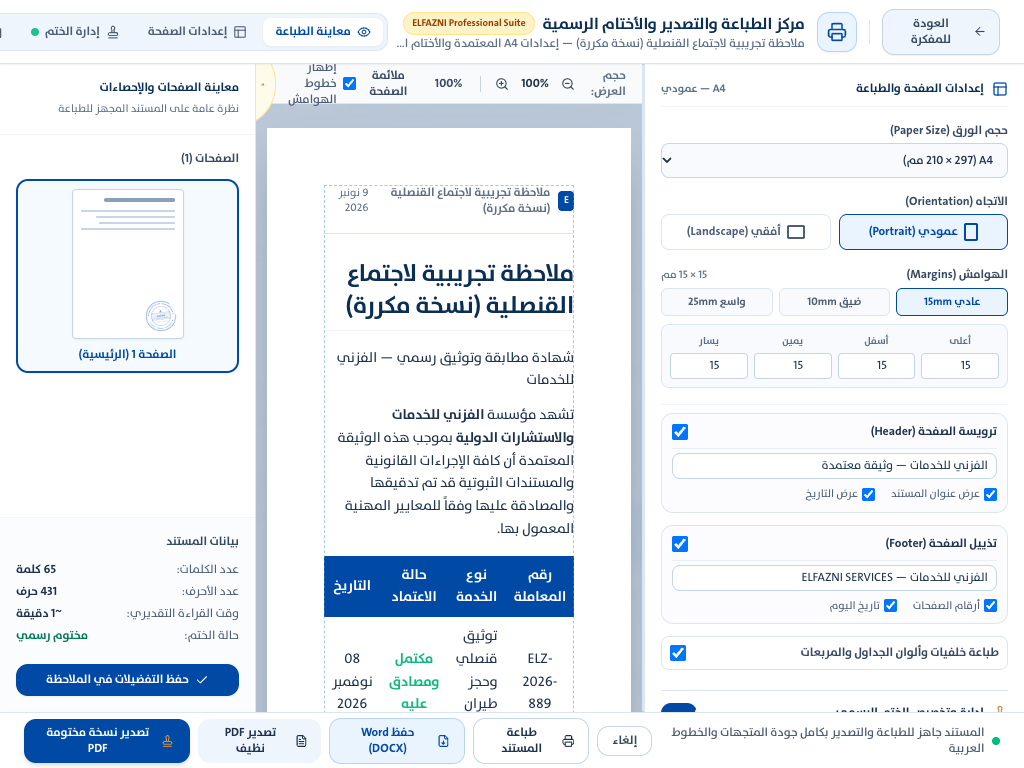 العودة للمفكرة
مركز الطباعة والتصدير والأختام الرسمية
ELFAZNI Professional Suite
ملاحظة تجريبية لاجتماع القنصلية (نسخة مكررة) — إعدادات A4 المعتمدة والأختام ا...
معاينة الطباعة
إعدادات الصفحة
إدارة الختم
إعدادات الصفحة والطباعة
A4 — عمودي
حجم الورق (Paper Size)
A4 (297 × 210 مم)
الاتجاه (Orientation)
عمودي (Portrait)
أفقي (Landscape)
الهوامش (Margins)
15 × 15 مم
عادي 15mm
ضيق 10mm
واسع 25mm
أعلى
أسفل
يمين
يسار
15
15
15
15
ترويسة الصفحة (Header)
الفزني للخدمات — وثيقة معتمدة
عرض عنوان المستند
عرض التاريخ
تذييل الصفحة (Footer)
الفزني للخدمات — ELFAZNI SERVICES
أرقام الصفحات
تاريخ اليوم
طباعة خلفيات وألوان الجداول والمربعات
حجم العرض:
100%
100%
ملائمة الصفحة
إظهار خطوط الهوامش
E
ملاحظة تجريبية لاجتماع القنصلية
(نسخة مكررة)
9 نونبر
2026
ملاحظة تجريبية لاجتماع
القنصلية (نسخة مكررة)
شهادة مطابقة وتوثيق رسمي — الفزني
للخدمات
تشهد مؤسسة الفزني للخدمات
والاستشارات الدولية بموجب هذه الوثيقة
المعتمدة أن كافة الإجراءات القانونية
والمستندات الثبوتية قد تم تدقيقها
والمصادقة عليها وفقاً للمعايير المهنية
المعمول بها.
رقم المعاملة
نوع الخدمة
حالة الاعتماد
التاريخ
ELZ-
2026-
889
توثيق
قنصلي
وحجز
طيران
مكتمل
ومصادق
عليه
08
نوفمبر
2026
معاينة الصفحات والإحصاءات
نظرة عامة على المستند المجهز للطباعة
الصفحات (1)
الصفحة 1 (الرئيسية)
بيانات المستند
عدد الكلمات:
65 كلمة
عدد الأحرف:
431 حرف
وقت القراءة التقديري:
~1 دقيقة
حالة الختم:
مختوم رسمي
حفظ التفضيلات في الملاحظة
المستند جاهز للطباعة والتصدير بكامل جودة المتجهات والخطوط
العربية
إلغاء
طباعة المستند
حفظ Word (DOCX)
تصدير PDF نظيف
تصدير نسخة مختومة PDF